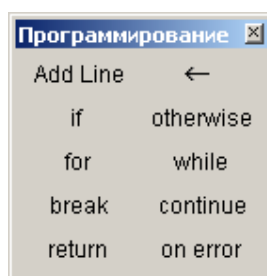 Программирование
Add Line ←
if otherwise
for while
break continue
return on error